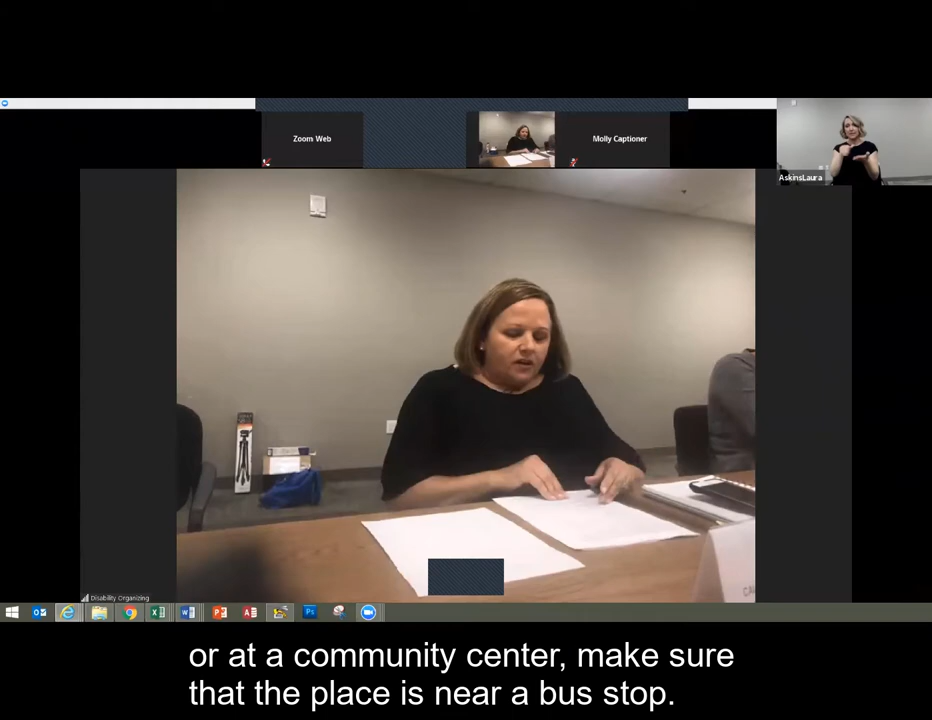 Zoom Web
Molly Captioner
AskinsLaura
Disability Organizing
or at a community center, make sure
that the place is near a bus stop.